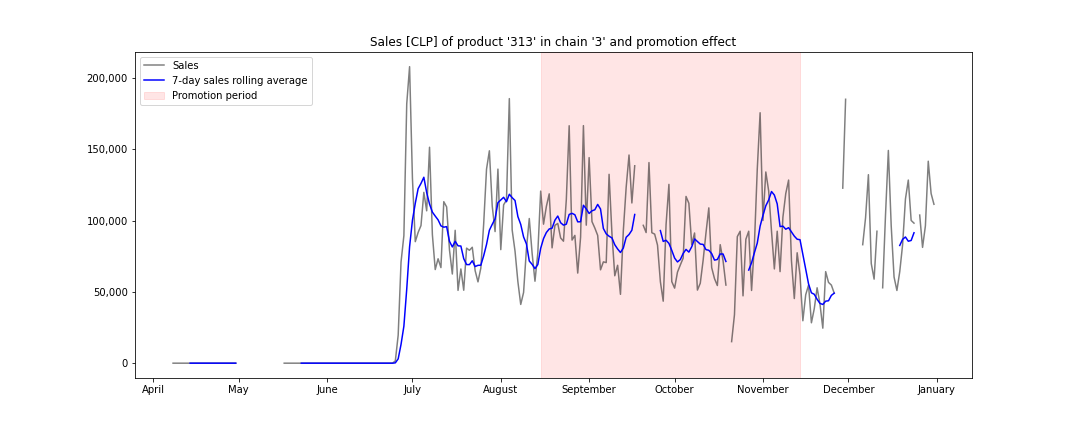 Sales [CLP] of product '313' in chain '3' and promotion effect
Sales
7-day sales rolling average
Promotion period
200,000
150,000
100,000
50,000
0
April May June July August September October November December January